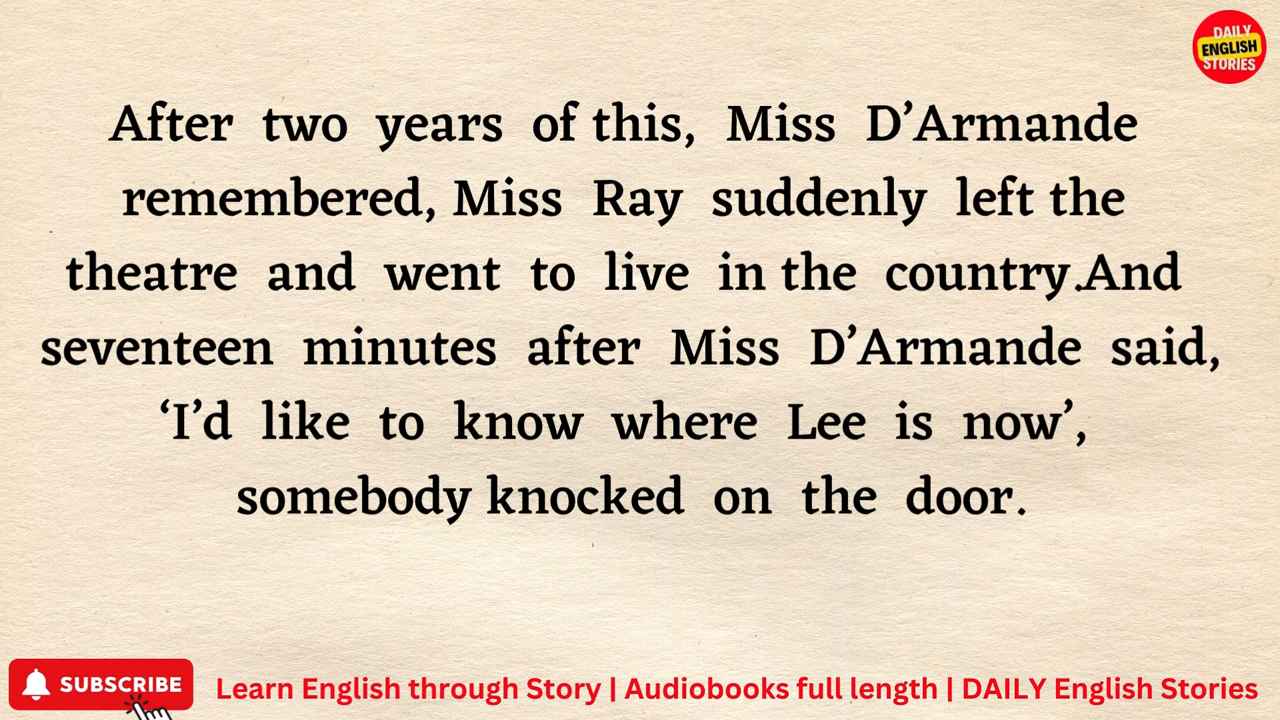 DAILY
ENGLISH
STORIES
After two years of this, Miss D’Armande
remembered, Miss Ray suddenly left the
theatre and went to live in the country.And
seventeen minutes after Miss D’Armande said,
‘I’d like to know where Lee is now’,
somebody knocked on the door.
SUBSCRIBE
Learn English through Story | Audiobooks full length | DAILY English Stories